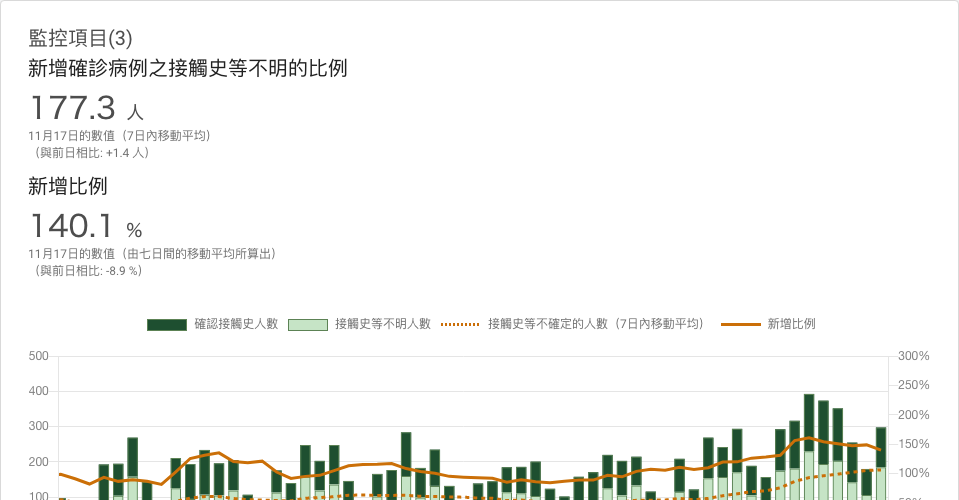 監控項目(3)
新增確診病例之接觸史等不明的比例
177.3 人
11月17日的數值（7日內移動平均）
（與前日相比: +1.4 人）
新增比例
140.1 %
11月17日的數值（由七日間的移動平均所算出）
（與前日相比: -8.9 %）
確認接觸史人數 接觸史等不明人數 接觸史等不確定的人數（7日內移動平均） 新增比例
500 300%
250%
400
200%
300
150%
200
100%
100
50%